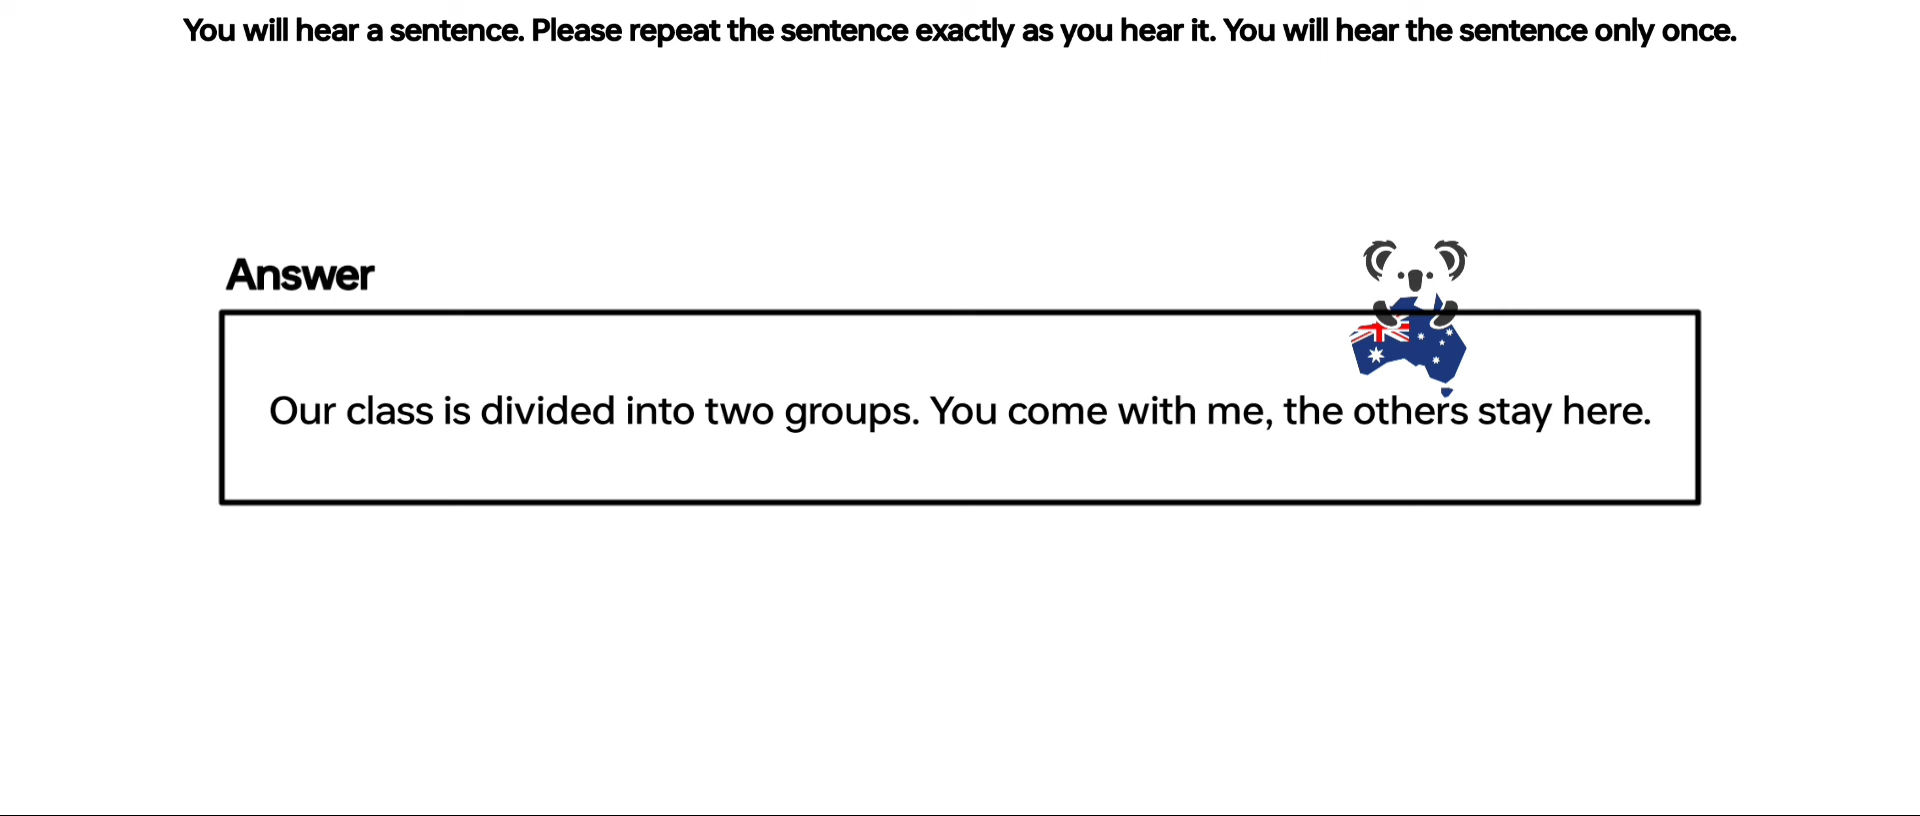 You will hear a sentence. Please repeat the sentence exactly as you hear it. You will hear the sentence only once.
Answer
Our class is divided into two groups. You come with me, the others stay here.